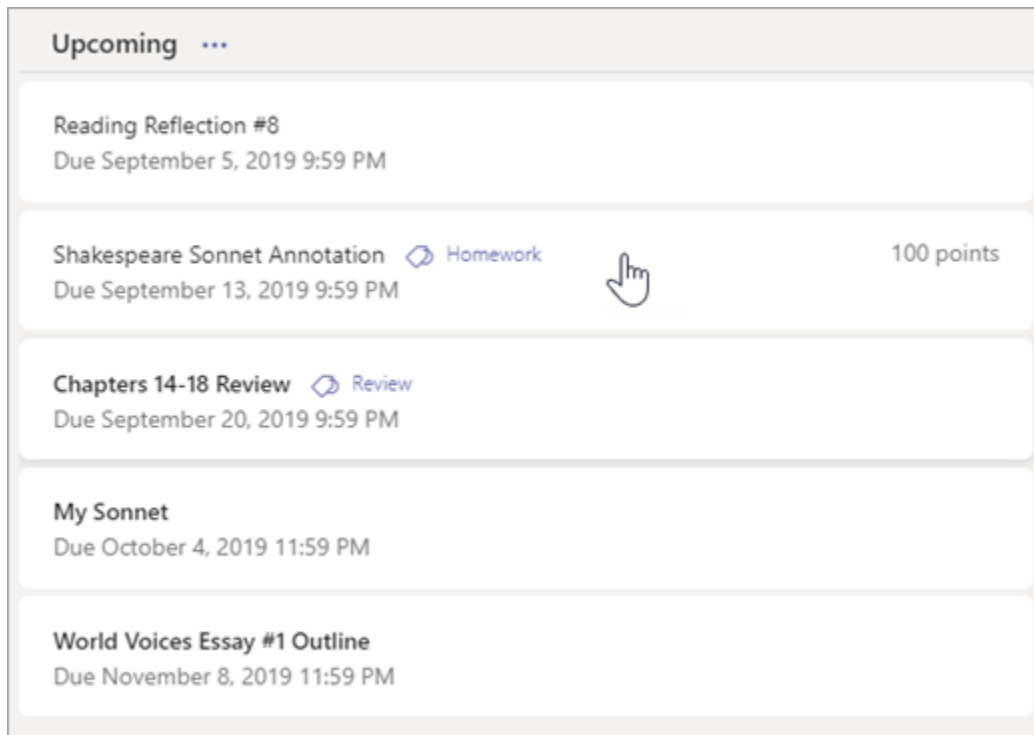 Upcoming ...
Reading Reflection #8
Due September 5, 2019 9:59 PM
Shakespeare Sonnet Annotation Homework 100 points
Due September 13, 2019 9:59 PM
Chapters 14-18 Review Review
Due September 20, 2019 9:59 PM
My Sonnet
Due October 4, 2019 11:59 PM
World Voices Essay #1 Outline
Due November 8, 2019 11:59 PM